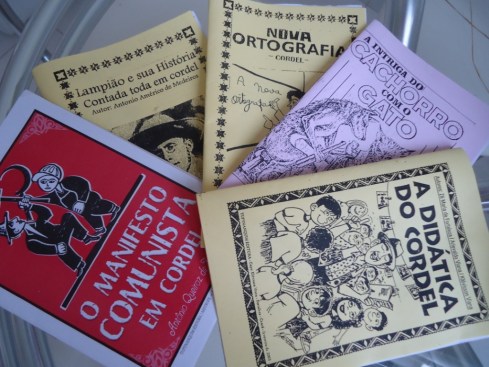 Lampião e sua História
Contada toda em cordel
Autor: Antonio Américo de Medeiros
NOVA
ORTOGRAFIA
CORDEL
A Nova
Ortografia
A INTRIGA DO
CACHORRO
COM O
GATO
O MANIFESTO
COMUNISTA
EM CORDEL
A DIDÁTICA
DO CORDEL